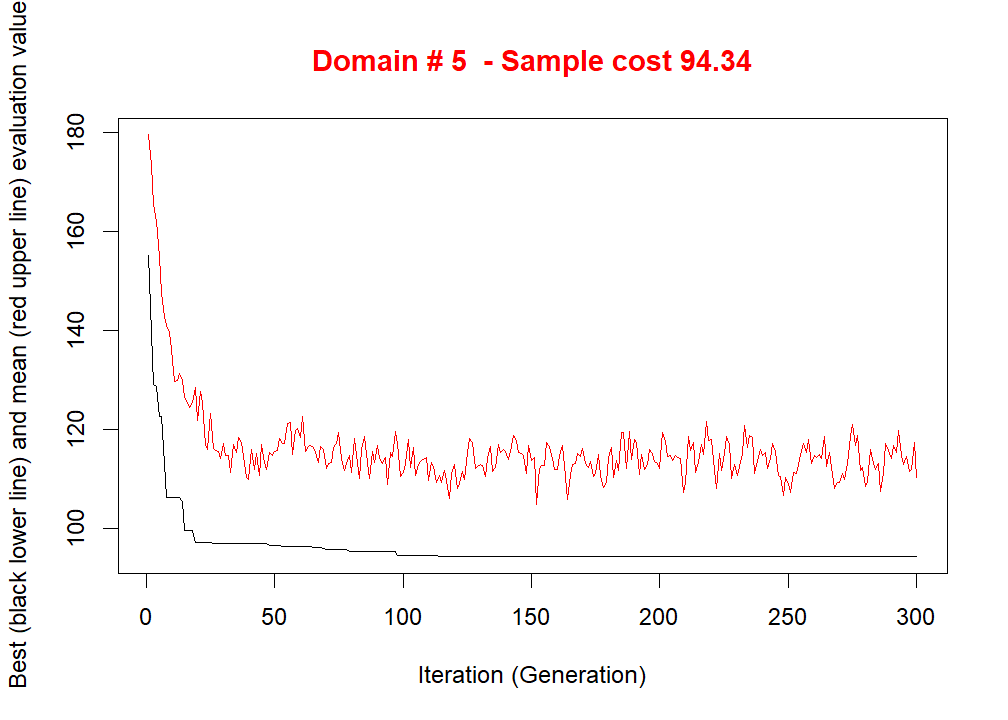 Domain # 5  - Sample cost 94.34
Best (black lower line) and mean (red upper line) evaluation value
180
160
140
120
100
0 50 100 150 200 250 300
Iteration (Generation)